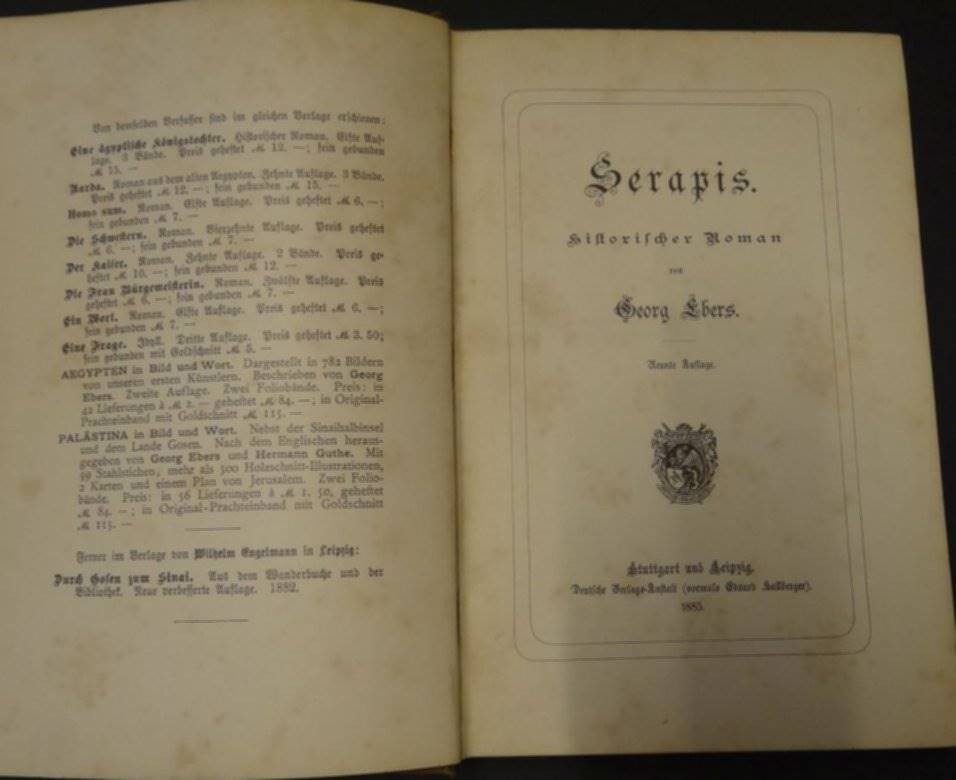 Von demselben Verfasser sind im gleichen Verlage erschienen:
Eine ägyptische Königstochter. Historischer Roman. Elfte Auf-
lage. 3 Bände. Preis geheftet ℳ 12. —; fein gebunden
ℳ 15. —
Uarda. Roman aus dem alten Aegypten. Zehnte Auflage. 3 Bände.
Preis geheftet ℳ 12. —; fein gebunden ℳ 15. —
Homo sum. Roman. Elfte Auflage. Preis geheftet ℳ 6. —;
fein gebunden ℳ 7. —
Die Schwestern. Roman. Vierzehnte Auflage. Preis geheftet
ℳ 6. —; fein gebunden ℳ 7. —
Der Kaiser. Roman. Zehnte Auflage. 2 Bände. Preis ge-
heftet ℳ 10. —; fein gebunden ℳ 12. —
Die Frau Bürgemeisterin. Roman. Zwölfte Auflage. Preis
geheftet ℳ 6. —; fein gebunden ℳ 7. —
Ein Wort. Roman. Elfte Auflage. Preis geheftet ℳ 6. —;
fein gebunden ℳ 7. —
Eine Frage. Idyll. Dritte Auflage. Preis geheftet ℳ 3. 50;
fein gebunden mit Goldschnitt ℳ 5. —
AEGYPTEN in Bild und Wort. Dargestellt in 782 Bildern
von unseren ersten Künstlern. Beschrieben von Georg
Ebers. Zweite Auflage. Zwei Foliobände. Preis: in
42 Lieferungen à ℳ 2. — geheftet ℳ 84. —; in Original-
Prachteinband mit Goldschnitt ℳ 115. —
PALÄSTINA in Bild und Wort. Nebst der Sinaihalbinsel
und dem Lande Gosen. Nach dem Englischen heraus-
gegeben von Georg Ebers und Hermann Guthe. Mit
39 Stahlstichen, mehr als 500 Holzschnitt-Illustrationen,
2 Karten und einem Plan von Jerusalem. Zwei Folio-
bände. Preis: in 56 Lieferungen à ℳ 1. 50, geheftet
ℳ 84. —; in Original-Prachteinband mit Goldschnitt
ℳ 115. —
Ferner im Verlage von Wilhelm Engelmann in Leipzig:
Durch Gosen zum Sinai. Aus dem Wanderbuche und der
Bibliothek. Neue verbesserte Auflage. 1882.
Serapis.
Historischer Roman
von
Georg Ebers.
Neunte Auflage.
Stuttgart und Leipzig.
Deutsche Verlags-Anstalt (vormals Eduard Hallberger).
1885.